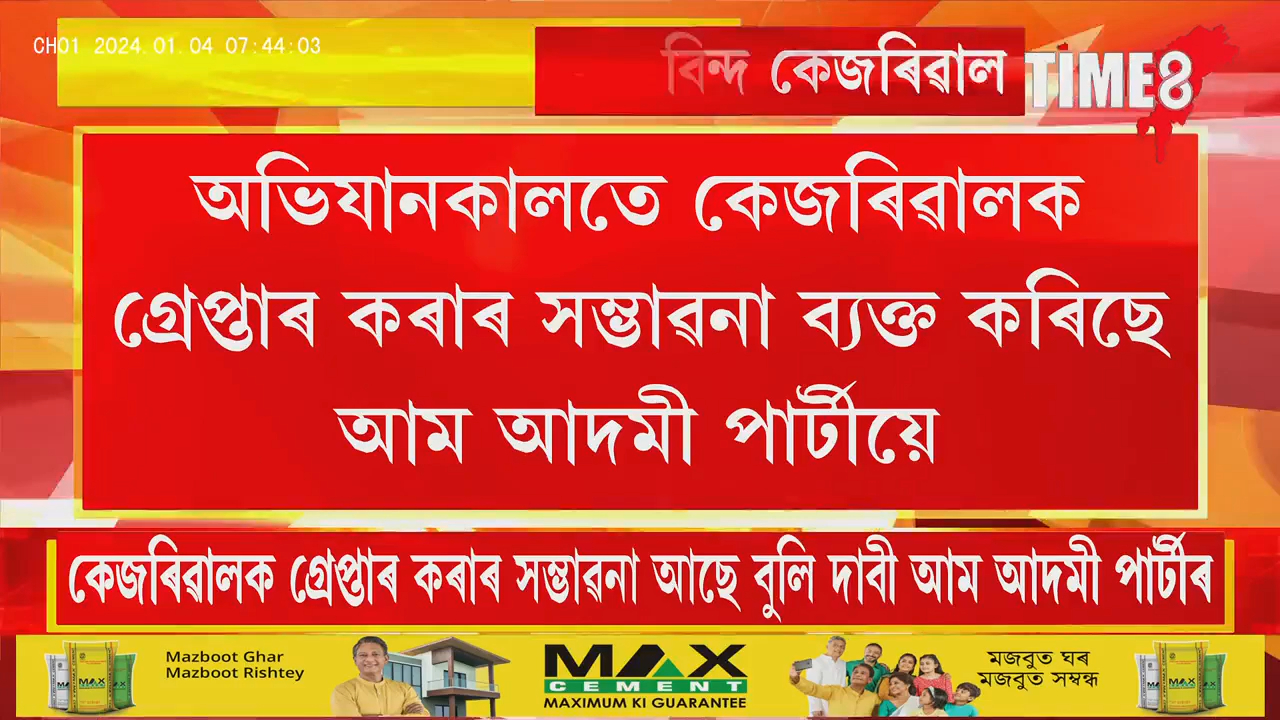 CH01 2024.01.04 07:44:03
বিন্দ কেজৰিৱাল
TIME8
অভিযানকালতে কেজৰিৱালক
গ্ৰেপ্তাৰ কৰাৰ সম্ভাৱনা ব্যক্ত কৰিছে
আম আদমী পাৰ্টীয়ে
কেজৰিৱালক গ্ৰেপ্তাৰ কৰাৰ সম্ভাৱনা আছে বুলি দাবী আম আদমী পাৰ্টীৰ
Mazboot Ghar
Mazboot Rishtey
MAX
CEMENT
MAXIMUM KI GUARANTEE
মজবুত ঘৰ
মজবুত সম্বন্ধ